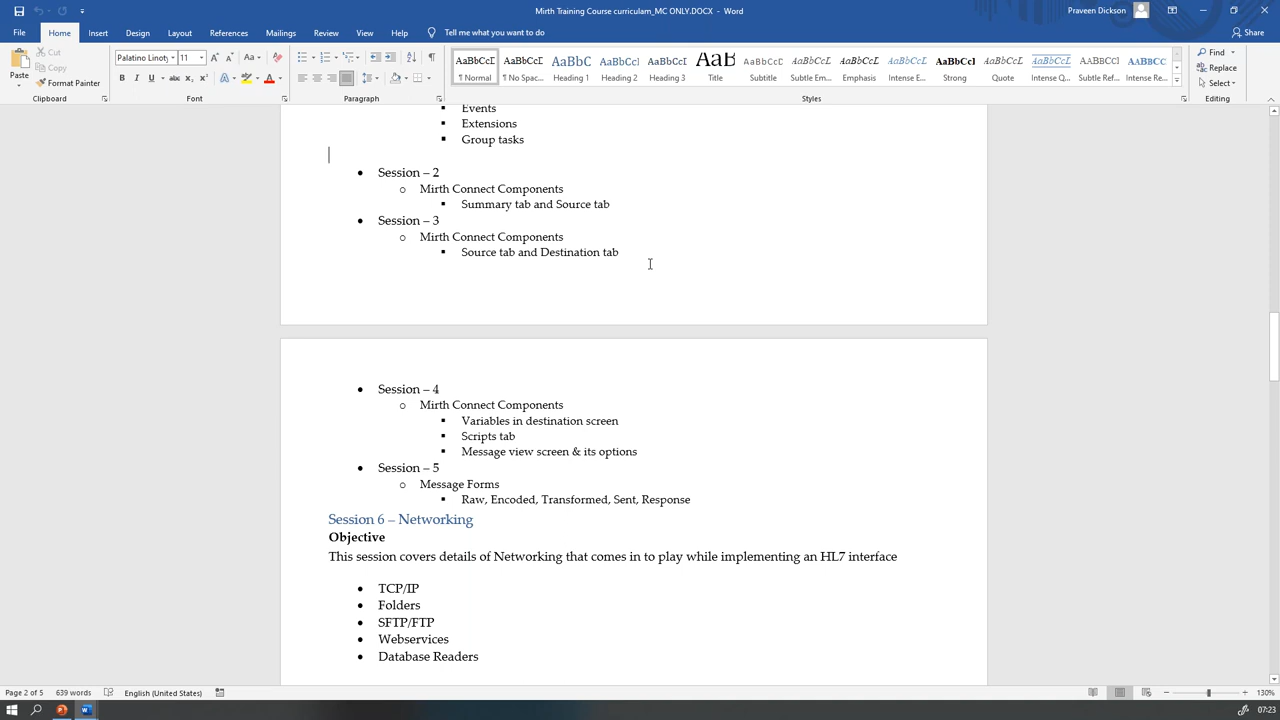 Mirth Training Course curriculam_MC ONLY.DOCX - Word
Praveen Dickson
File Home Insert Design Layout References Mailings Review View Help Tell me what you want to do Share
Paste
Cut
Copy
Format Painter
Clipboard
Palatino Linoty 11
Font
Paragraph
AaBbCcI AaBbCcI AaBbC AaBbCcI AaBbCcI AaB AaBbCcI AaBbCcI AaBbCcI AaBbCcI AaBbCcI AaBbCcI AaBbCcI AaBbCcI AaBbCc
¶ Normal ¶ No Spac... Heading 1 Heading 2 Heading 3 Title Subtitle Subtle Em... Emphasis Intense E... Strong Quote Intense Q... Subtle Ref... Intense Re...
Styles
Find
Replace
Select
Editing
Events
Extensions
Group tasks
Session – 2
Mirth Connect Components
Summary tab and Source tab
Session – 3
Mirth Connect Components
Source tab and Destination tab
Session – 4
Mirth Connect Components
Variables in destination screen
Scripts tab
Message view screen & its options
Session – 5
Message Forms
Raw, Encoded, Transformed, Sent, Response
Session 6 – Networking
Objective
This session covers details of Networking that comes in to play while implementing an HL7 interface
TCP/IP
Folders
SFTP/FTP
Webservices
Database Readers
Page 2 of 5 639 words English (United States) 130%
07:23